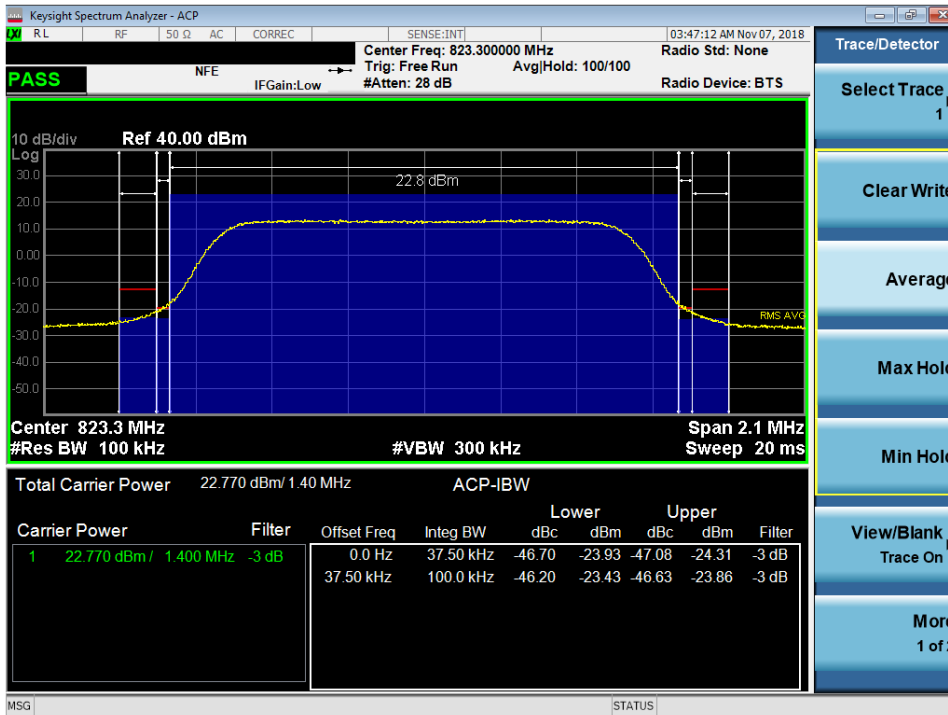 Keysight Spectrum Analyzer - ACP
LXI RL RF 50 Ω AC CORREC SENSE:INT 03:47:12 AM Nov 07, 2018
Center Freq: 823.300000 MHz Radio Std: None
NFE Trig: Free Run Avg|Hold: 100/100
PASS IFGain:Low #Atten: 28 dB Radio Device: BTS
10 dB/div Ref 40.00 dBm
Log
30.0
22.8 dBm
20.0
10.0
0.00
-10.0
-20.0
RMS AVG
-30.0
-40.0
-50.0
Center 823.3 MHz Span 2.1 MHz
#Res BW 100 kHz #VBW 300 kHz Sweep 20 ms
Total Carrier Power 22.770 dBm/ 1.40 MHz ACP-IBW
Lower Upper
Carrier Power Filter Offset Freq Integ BW dBc dBm dBc dBm Filter
1 22.770 dBm / 1.400 MHz -3 dB 0.0 Hz 37.50 kHz -46.70 -23.93 -47.08 -24.31 -3 dB
37.50 kHz 100.0 kHz -46.20 -23.43 -46.63 -23.86 -3 dB
MSG STATUS
Trace/Detector
Select Trace
1
Clear Write
Average
Max Hold
Min Hold
View/Blank
Trace On
More
1 of